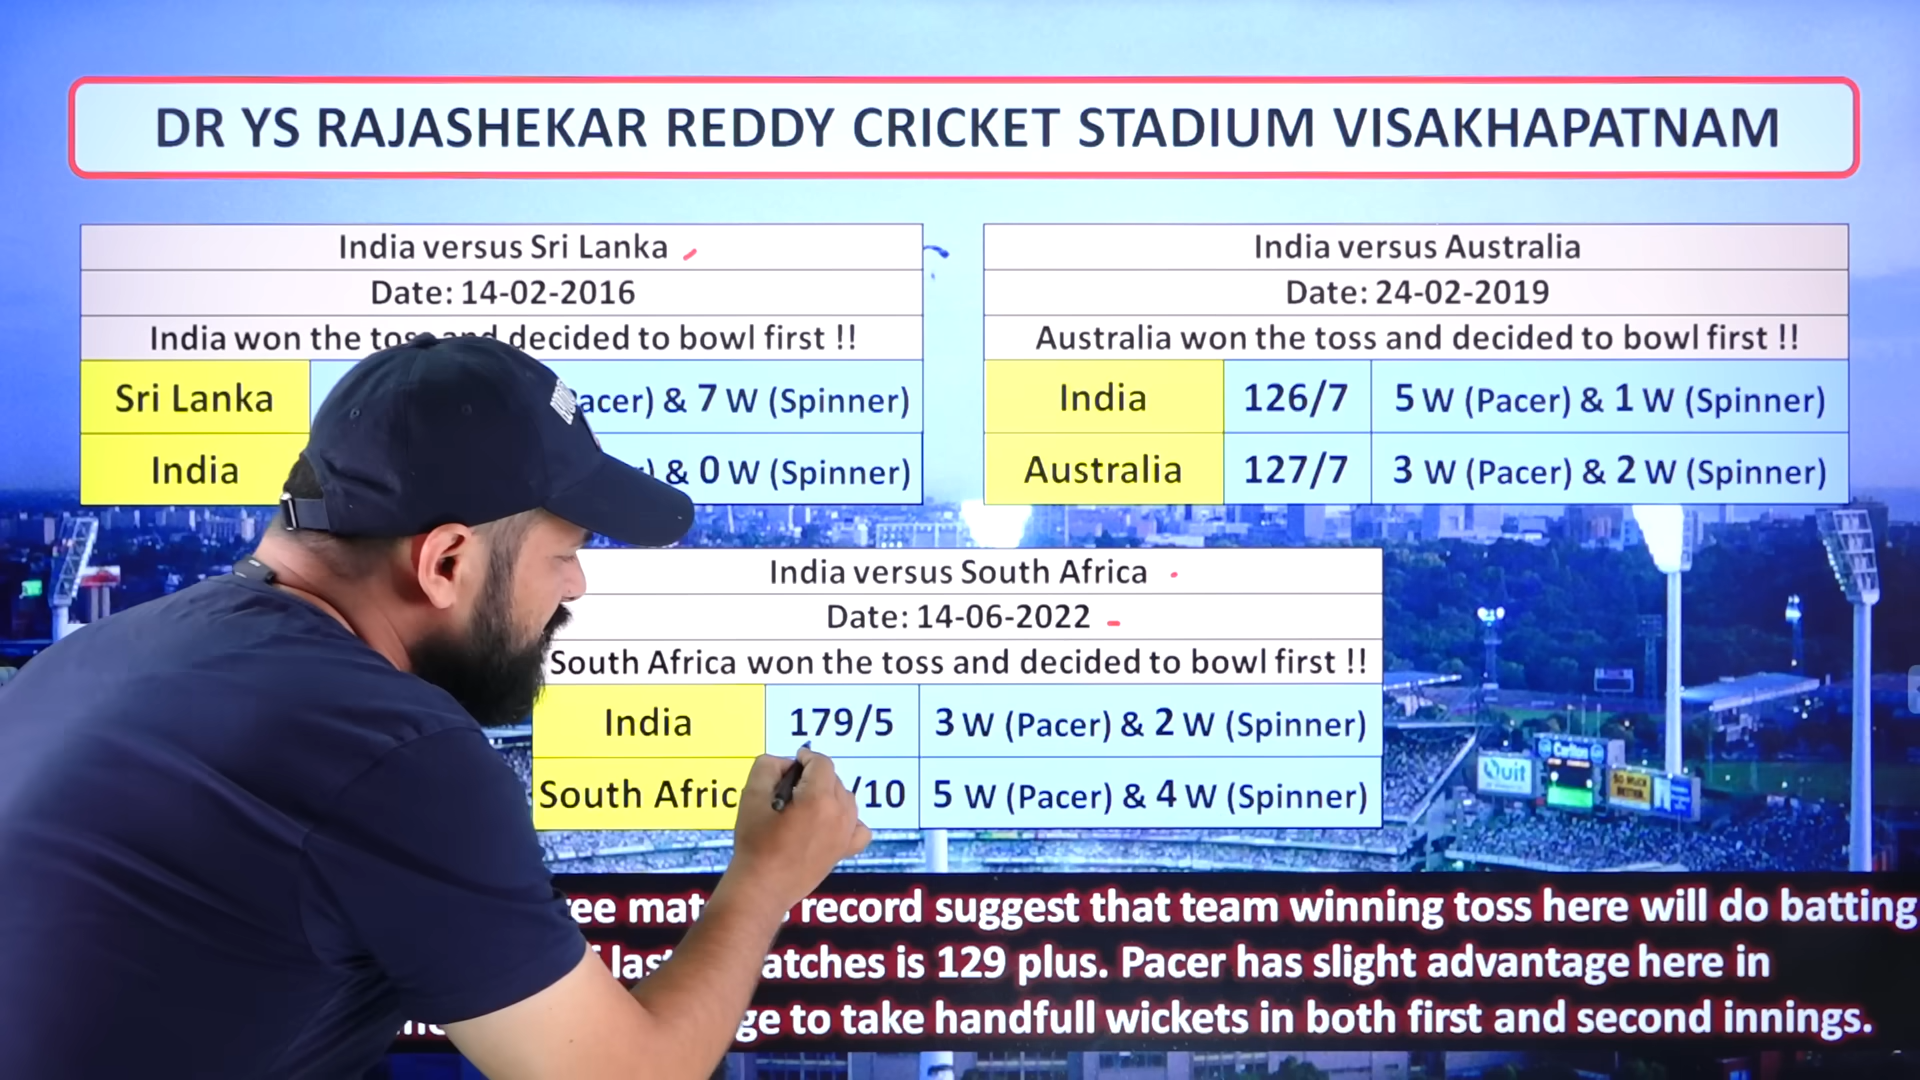 DR YS RAJASHEKAR REDDY CRICKET STADIUM VISAKHAPATNAM
India versus Sri Lanka
Date: 14-02-2016
India won the toss and decided to bowl first !!
Sri Lanka acer) & 7 W (Spinner)
India ) & 0 W (Spinner)
India versus Australia
Date: 24-02-2019
Australia won the toss and decided to bowl first !!
India 126/7 5 W (Pacer) & 1 W (Spinner)
Australia 127/7 3 W (Pacer) & 2 W (Spinner)
India versus South Africa
Date: 14-06-2022
South Africa won the toss and decided to bowl first !!
India 179/5 3 W (Pacer) & 2 W (Spinner)
South Afric /10 5 W (Pacer) & 4 W (Spinner)
Quit
Carlton
ree record suggest that team winning toss here will do batting
atches is 129 plus. Pacer has slight advantage here in
ge to take handfull wickets in both first and second innings.